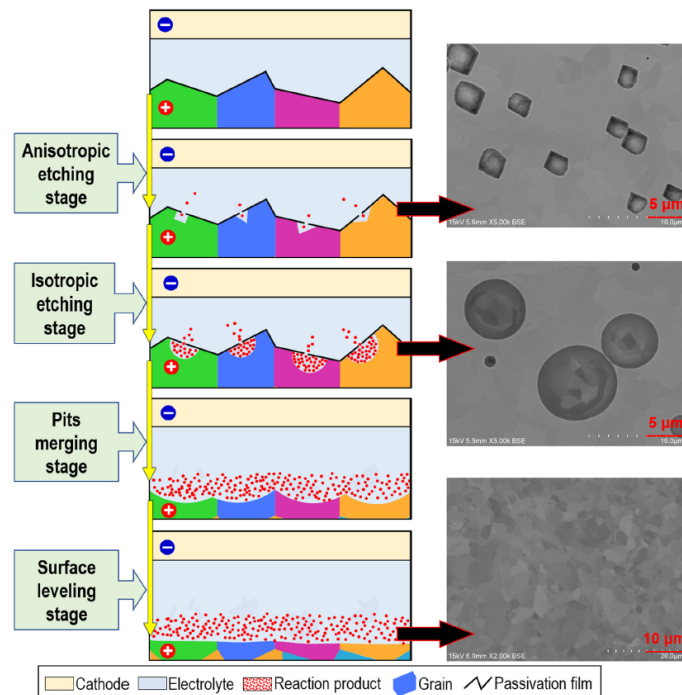 Anisotropic
etching
stage
Isotropic
etching
stage
Pits
merging
stage
Surface
leveling
stage
5 μm
15kV 5.6mm X5.00k BSE
10.0μm
5 μm
15kV 5.5mm X5.00k BSE
10.0μm
10 μm
15kV 6.0mm X2.00k BSE
20.0μm
Cathode
Electrolyte
Reaction product
Grain
Passivation film